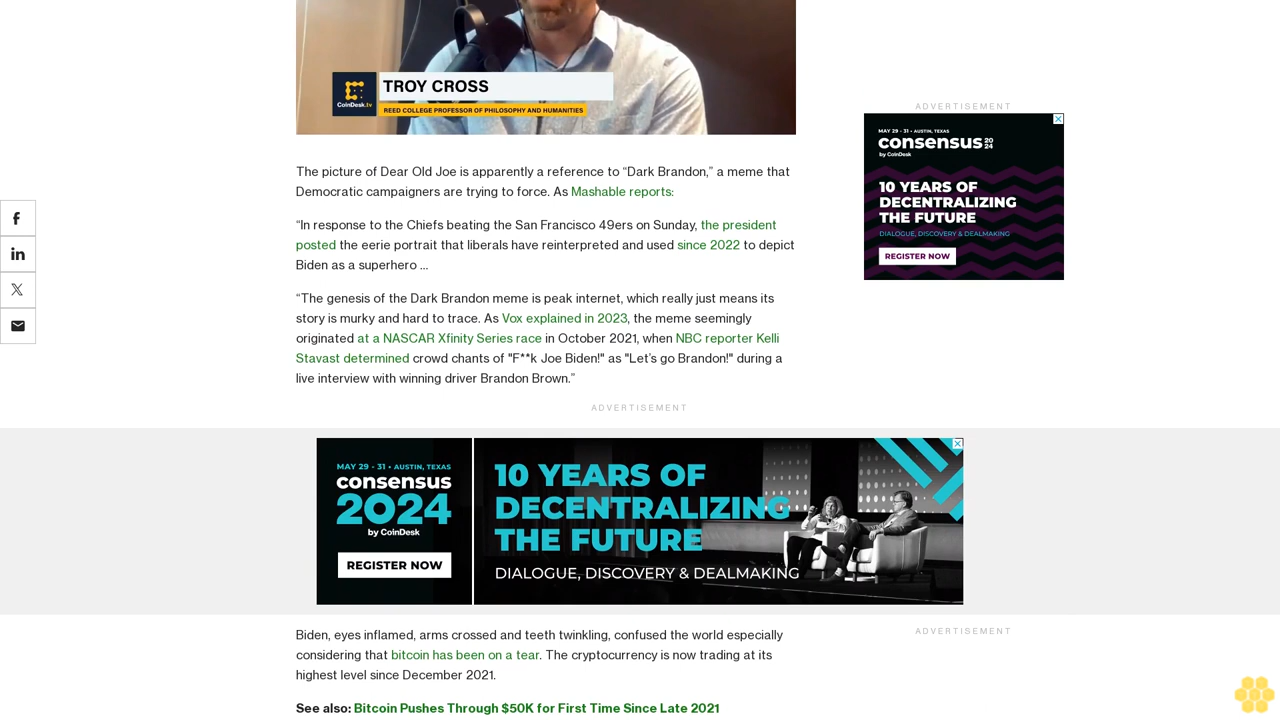 TROY CROSS
CoinDesk.tv
REED COLLEGE PROFESSOR OF PHILOSOPHY AND HUMANITIES
ADVERTISEMENT
MAY 29 - 31 • AUSTIN, TEXAS
consensus 2024
by CoinDesk
10 YEARS OF
DECENTRALIZING
THE FUTURE
DIALOGUE, DISCOVERY & DEALMAKING
REGISTER NOW
The picture of Dear Old Joe is apparently a reference to “Dark Brandon,” a meme that
Democratic campaigners are trying to force. As Mashable reports:
“In response to the Chiefs beating the San Francisco 49ers on Sunday, the president
posted the eerie portrait that liberals have reinterpreted and used since 2022 to depict
Biden as a superhero ...
“The genesis of the Dark Brandon meme is peak internet, which really just means its
story is murky and hard to trace. As Vox explained in 2023, the meme seemingly
originated at a NASCAR Xfinity Series race in October 2021, when NBC reporter Kelli
Stavast determined crowd chants of "F**k Joe Biden!" as "Let’s go Brandon!" during a
live interview with winning driver Brandon Brown.”
ADVERTISEMENT
MAY 29 - 31 • AUSTIN, TEXAS
consensus
2024
by CoinDesk
REGISTER NOW
10 YEARS OF
DECENTRALIZING
THE FUTURE
DIALOGUE, DISCOVERY & DEALMAKING
Biden, eyes inflamed, arms crossed and teeth twinkling, confused the world especially
considering that bitcoin has been on a tear. The cryptocurrency is now trading at its
highest level since December 2021.
ADVERTISEMENT
See also: Bitcoin Pushes Through $50K for First Time Since Late 2021